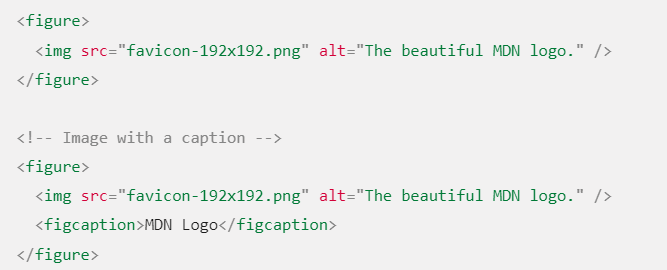 <figure>
  <img src="favicon-192x192.png" alt="The beautiful MDN logo." />
</figure>

<!-- Image with a caption -->
<figure>
  <img src="favicon-192x192.png" alt="The beautiful MDN logo." />
  <figcaption>MDN Logo</figcaption>
</figure>